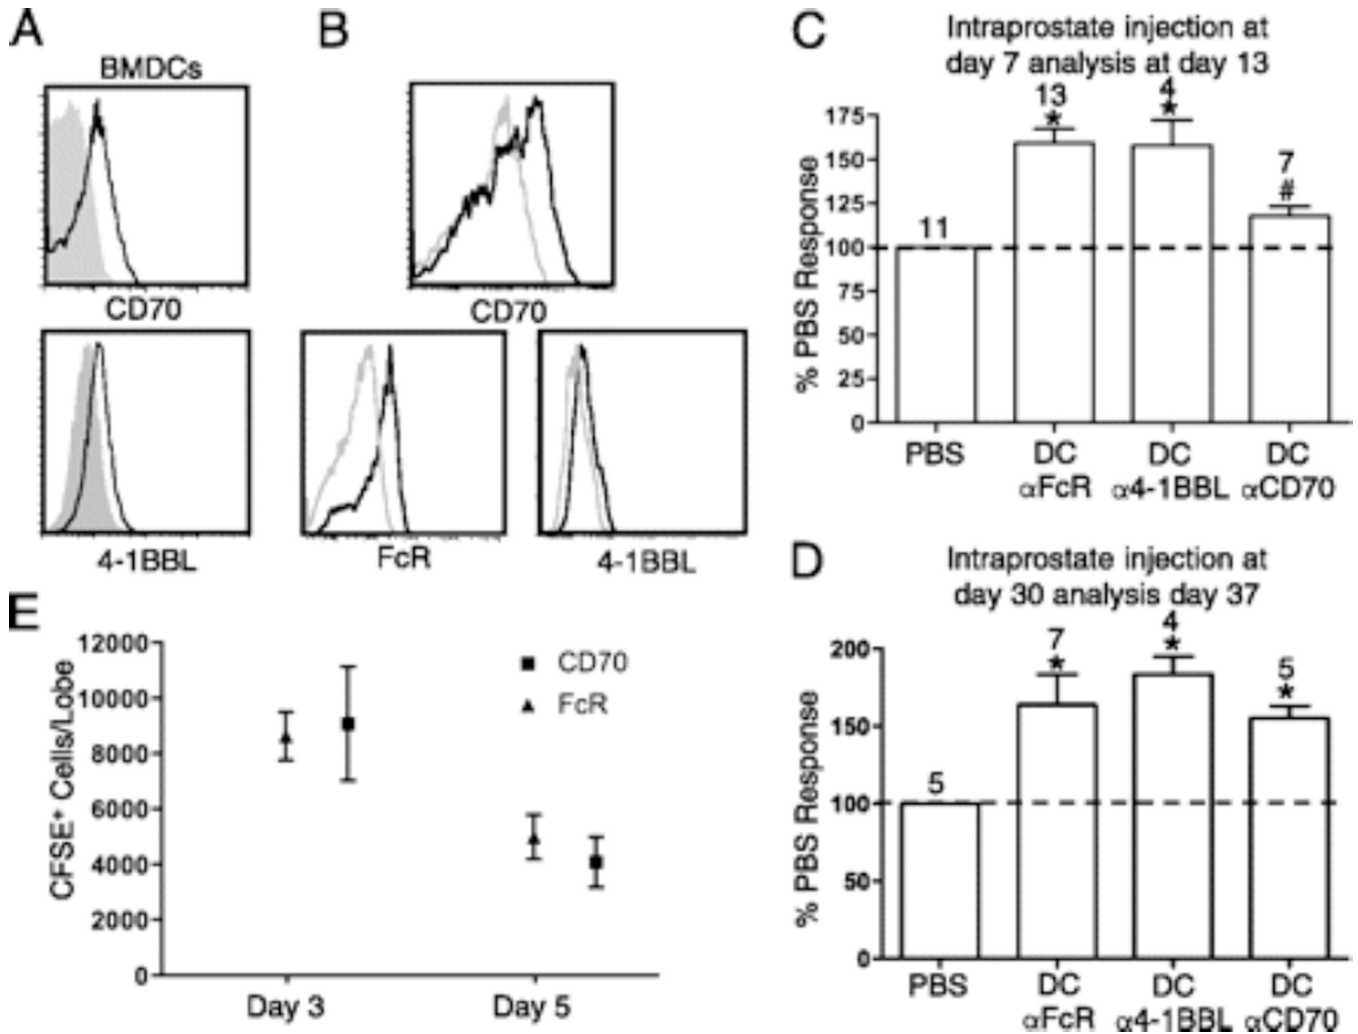 A
BMDCs
CD70
4-1BBL
B
CD70
FcR
4-1BBL
C
Intraprostate injection at
day 7 analysis at day 13
% PBS Response
175
150
125
100
75
50
25
0
11
13
*
4
*
7
#
PBS
DC
αFcR
DC
α4-1BBL
DC
αCD70
D
Intraprostate injection at
day 30 analysis day 37
% PBS Response
200
150
100
50
0
5
7
*
4
*
5
*
PBS
DC
αFcR
DC
α4-1BBL
DC
αCD70
E
CFSE⁺ Cells/Lobe
12000
10000
8000
6000
4000
2000
0
CD70
FcR
Day 3
Day 5